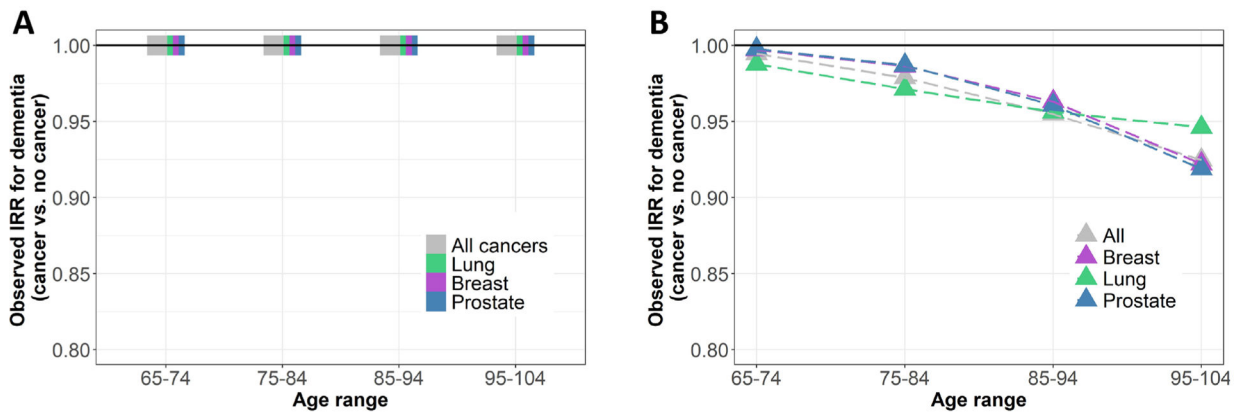 A
Observed IRR for dementia
(cancer vs. no cancer)
1.00
0.95
0.90
0.85
0.80
All cancers
Lung
Breast
Prostate
65-74
75-84
85-94
95-104
Age range
B
Observed IRR for dementia
(cancer vs. no cancer)
1.00
0.95
0.90
0.85
0.80
All
Breast
Lung
Prostate
65-74
75-84
85-94
95-104
Age range